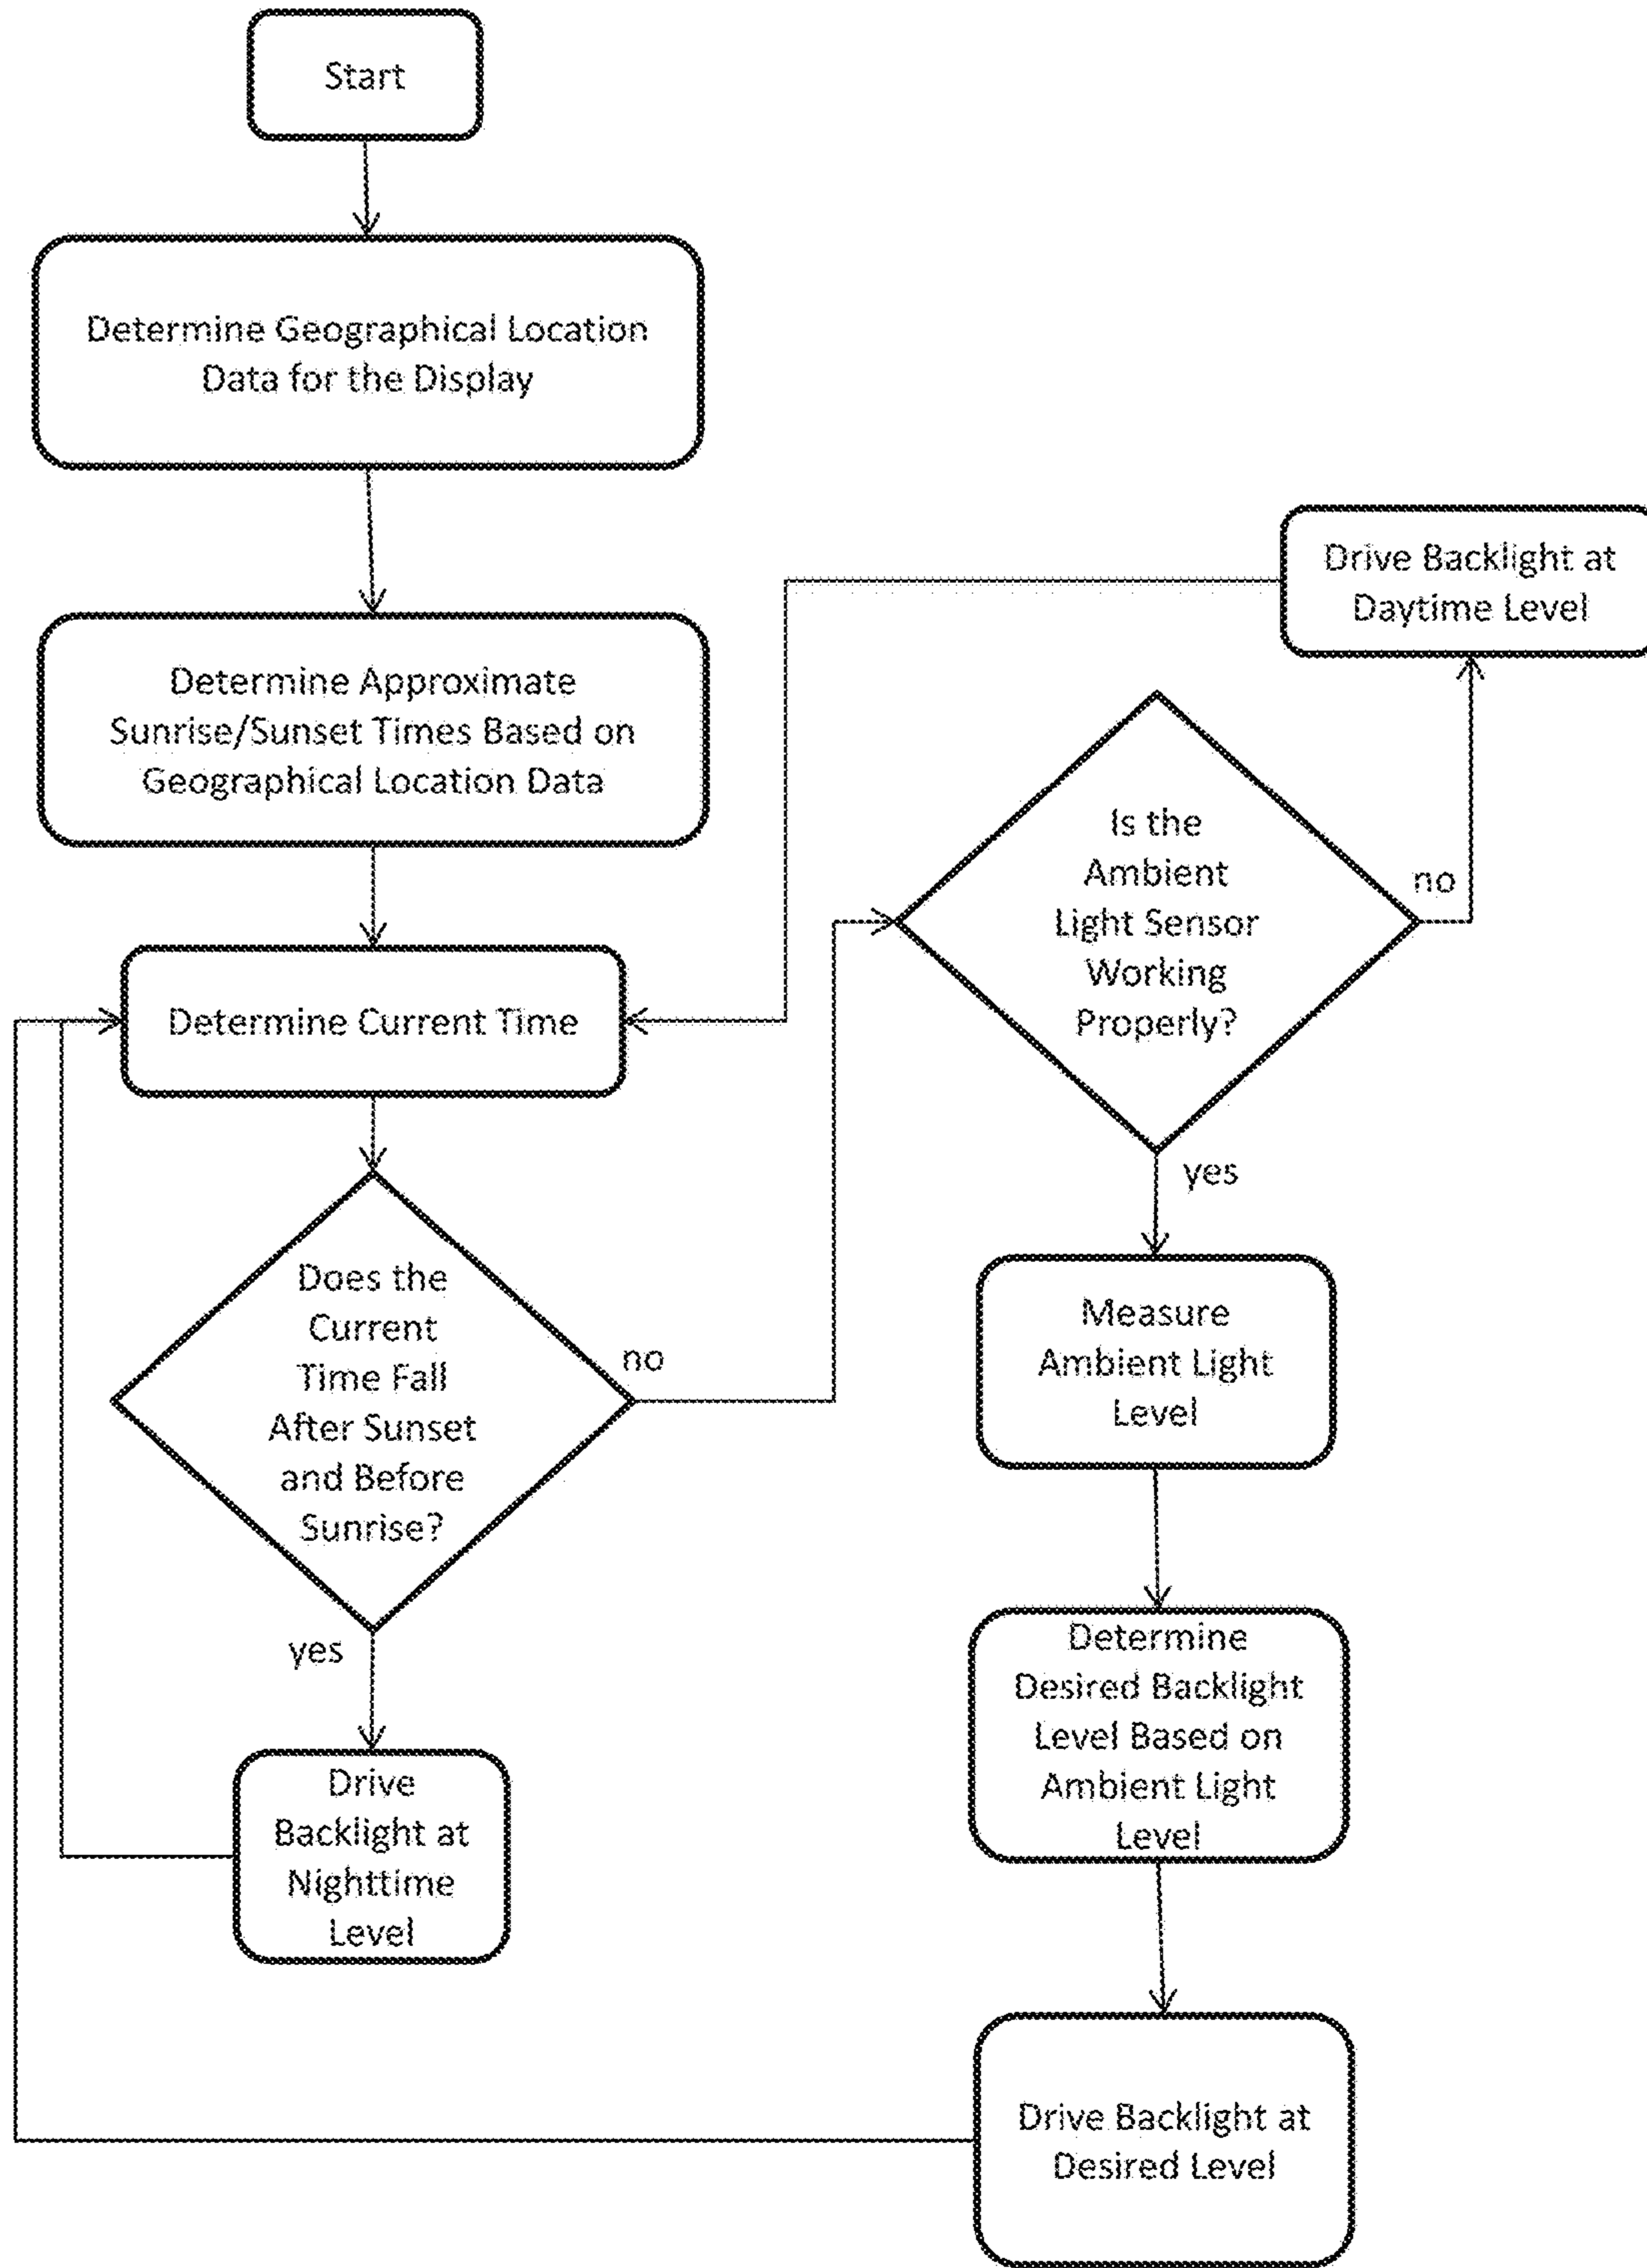 Start
Determine Geographical Location
Data for the Display
Determine Approximate
Sunrise/Sunset Times Based on
Geographical Location Data
Determine Current Time
Does the
Current
Time Fall
After Sunset
and Before
Sunrise?
no
yes
Drive
Backlight at
Nighttime
Level
Drive Backlight at
Daytime Level
Is the
Ambient
Light Sensor
Working
Properly?
no
yes
Measure
Ambient Light
Level
Determine
Desired Backlight
Level Based on
Ambient Light
Level
Drive Backlight at
Desired Level